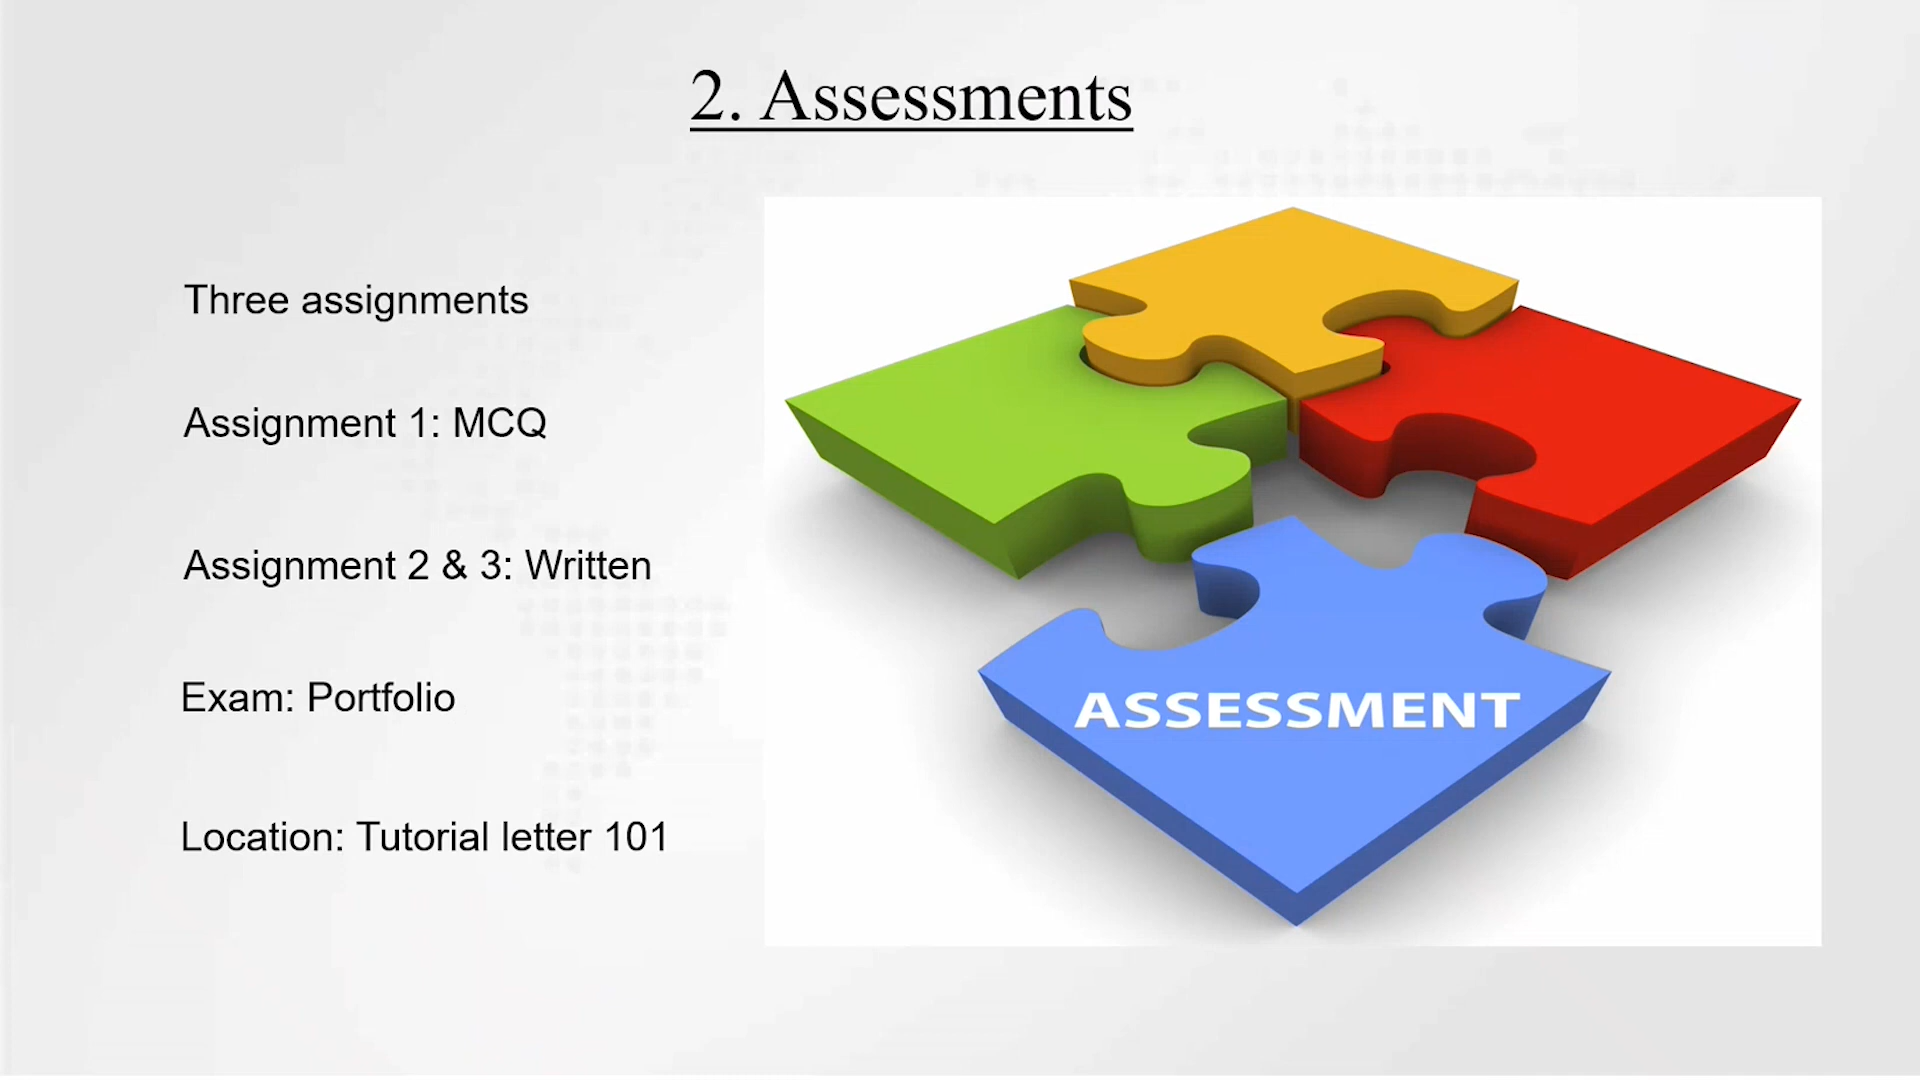 2. Assessments
Three assignments
Assignment 1: MCQ
Assignment 2 & 3: Written
Exam: Portfolio
Location: Tutorial letter 101
ASSESSMENT